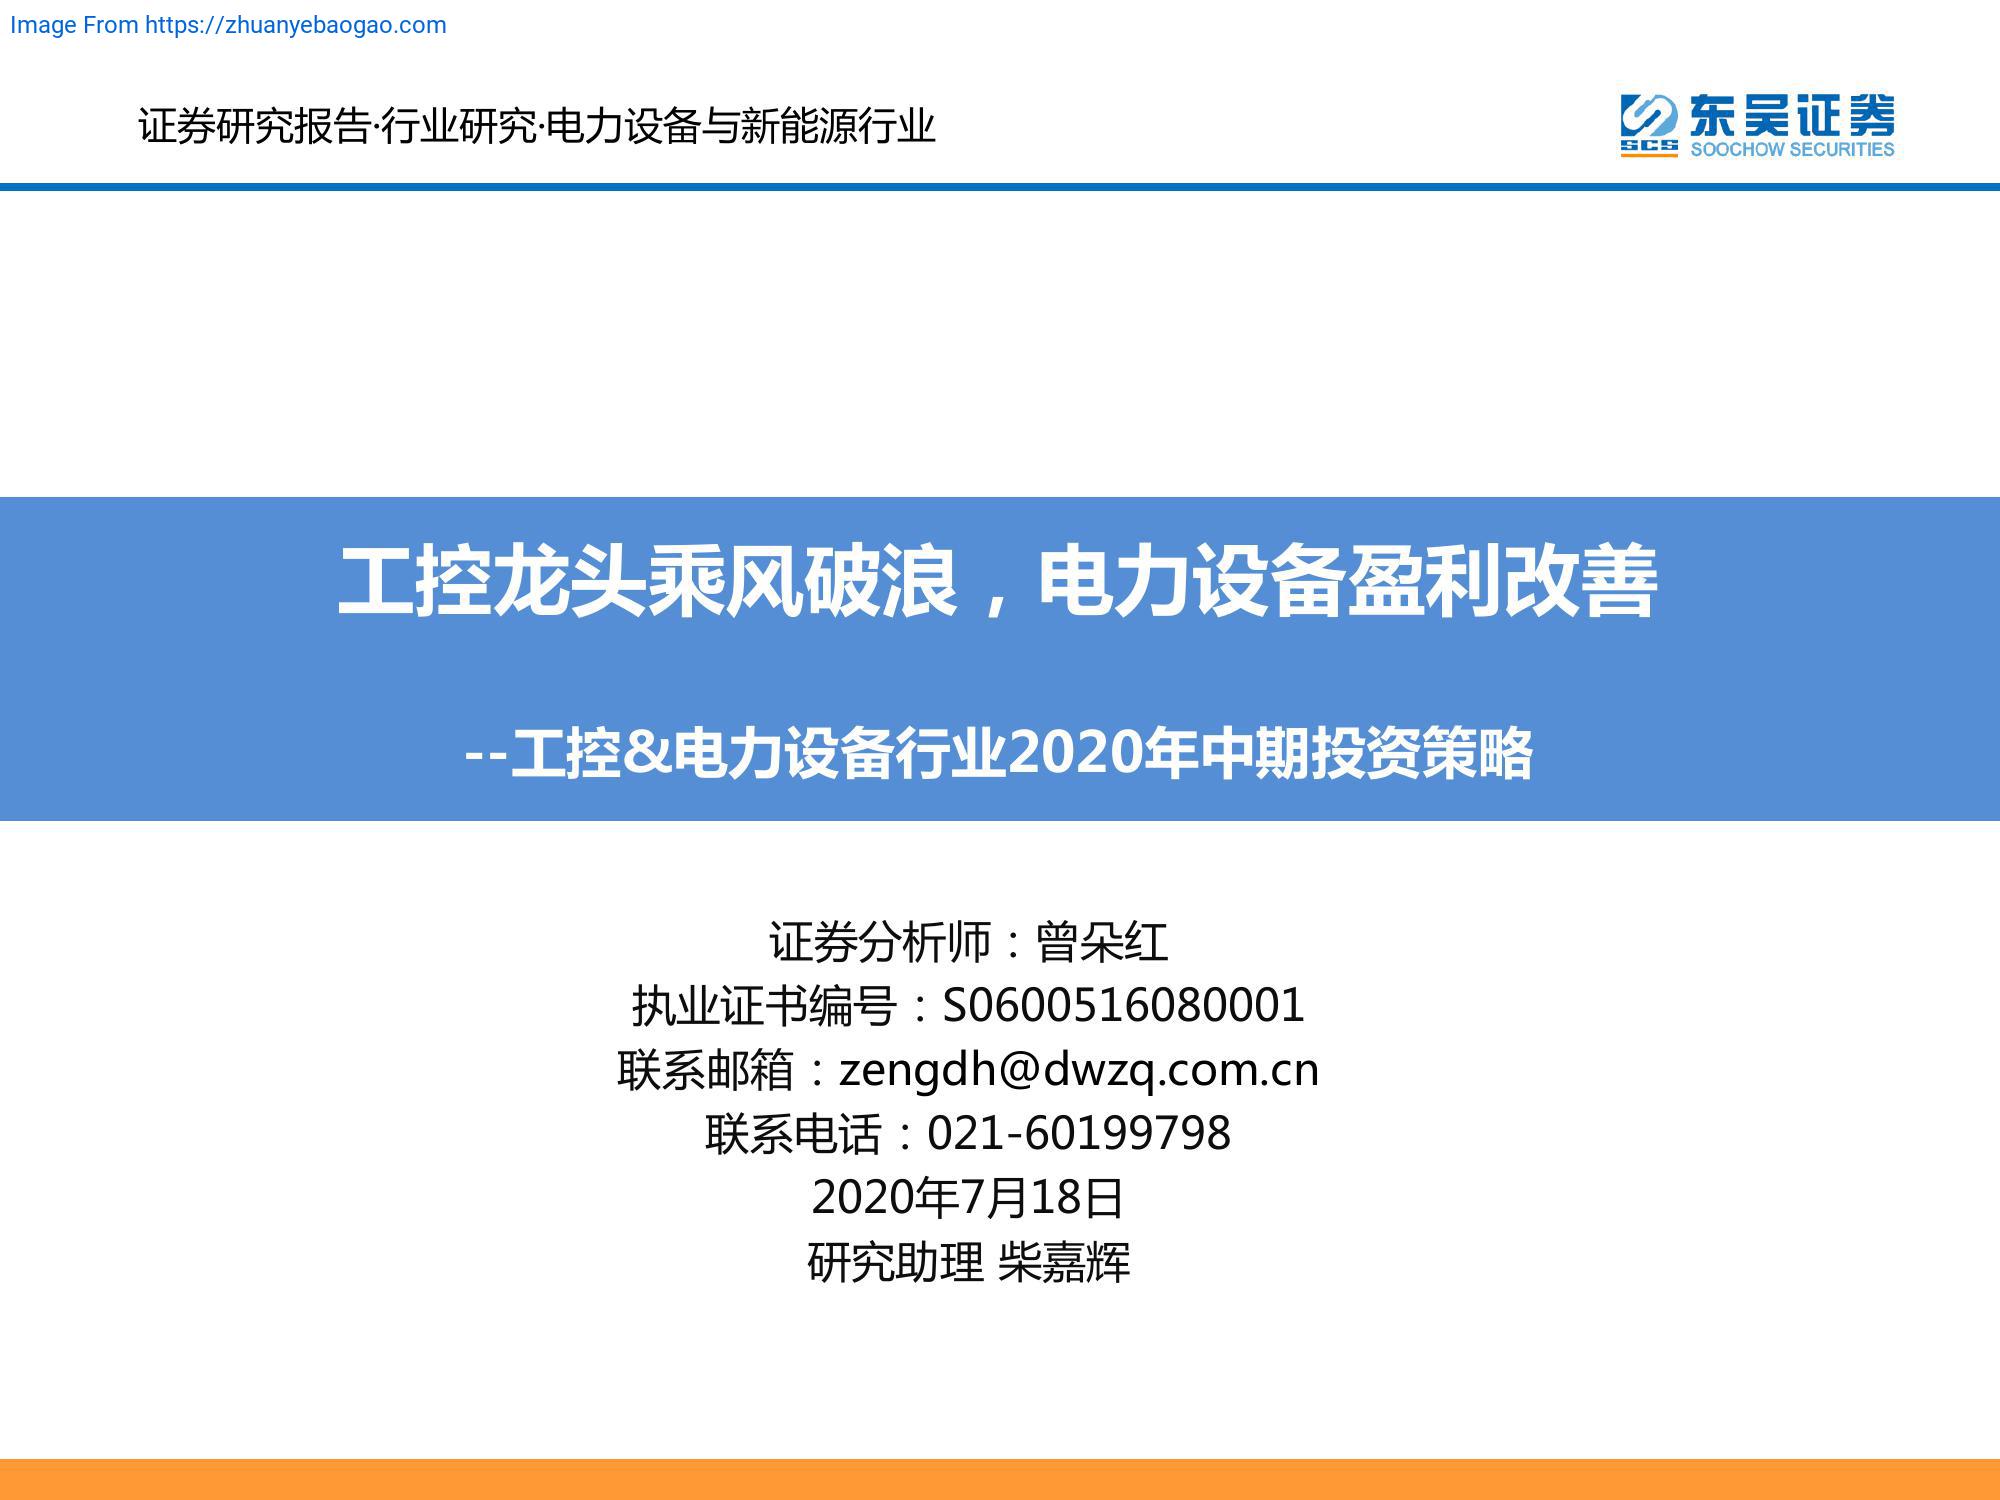 Image From https://zhuanyebaogao.com
证券研究报告·行业研究·电力设备与新能源行业
东吴证券
SCS
SOOCHOW SECURITIES
工控龙头乘风破浪，电力设备盈利改善
--工控&电力设备行业2020年中期投资策略
证券分析师：曾朵红
执业证书编号：S0600516080001
联系邮箱：zengdh@dwzq.com.cn
联系电话：021-60199798
2020年7月18日
研究助理 柴嘉辉